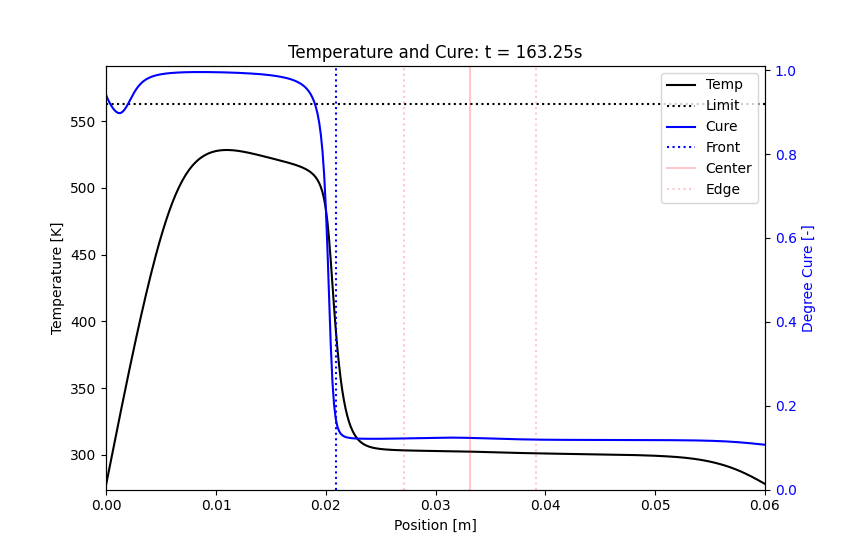 Temperature and Cure: t = 163.25s
Temp
Limit
Cure
Front
Center
Edge
550
500
450
400
350
300
Temperature [K]
1.0
0.8
0.6
0.4
0.2
0.0
Degree Cure [-]
0.00 0.01 0.02 0.03 0.04 0.05 0.06
Position [m]